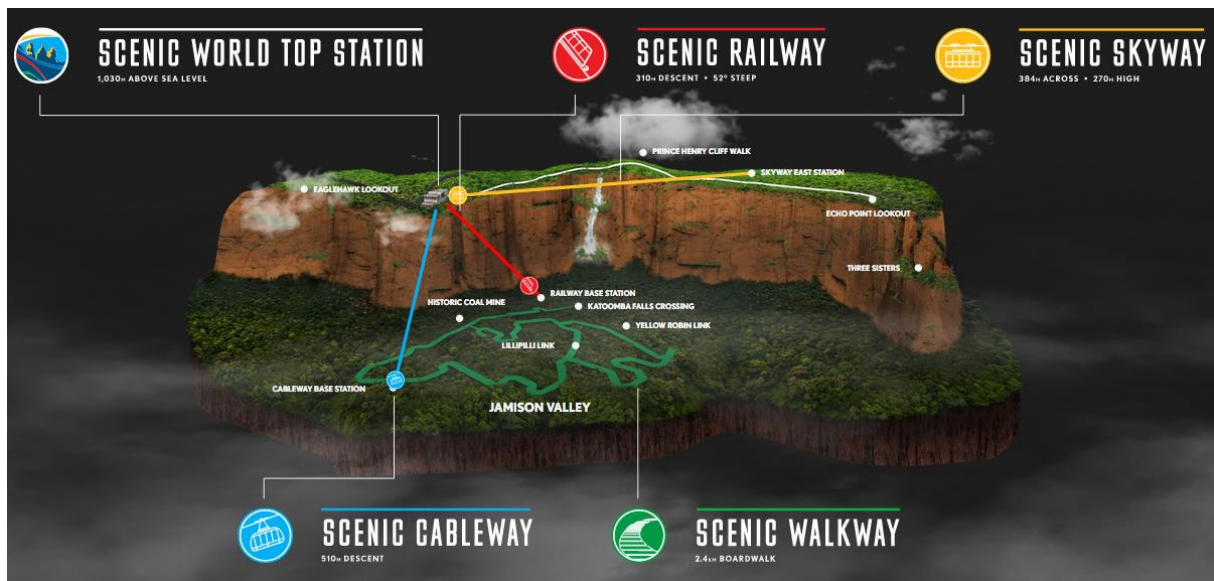 SCENIC WORLD TOP STATION
1,030M ABOVE SEA LEVEL
SCENIC RAILWAY
310M DESCENT • 52° STEEP
SCENIC SKYWAY
384M ACROSS • 270M HIGH
PRINCE HENRY CLIFF WALK
SKYWAY EAST STATION
EAGLEHAWK LOOKOUT
ECHO POINT LOOKOUT
THREE SISTERS
RAILWAY BASE STATION
HISTORIC COAL MINE
KATOOMBA FALLS CROSSING
YELLOW ROBIN LINK
LILLIPILLI LINK
CABLEWAY BASE STATION
JAMISON VALLEY
SCENIC CABLEWAY
510M DESCENT
SCENIC WALKWAY
2.4KM BOARDWALK